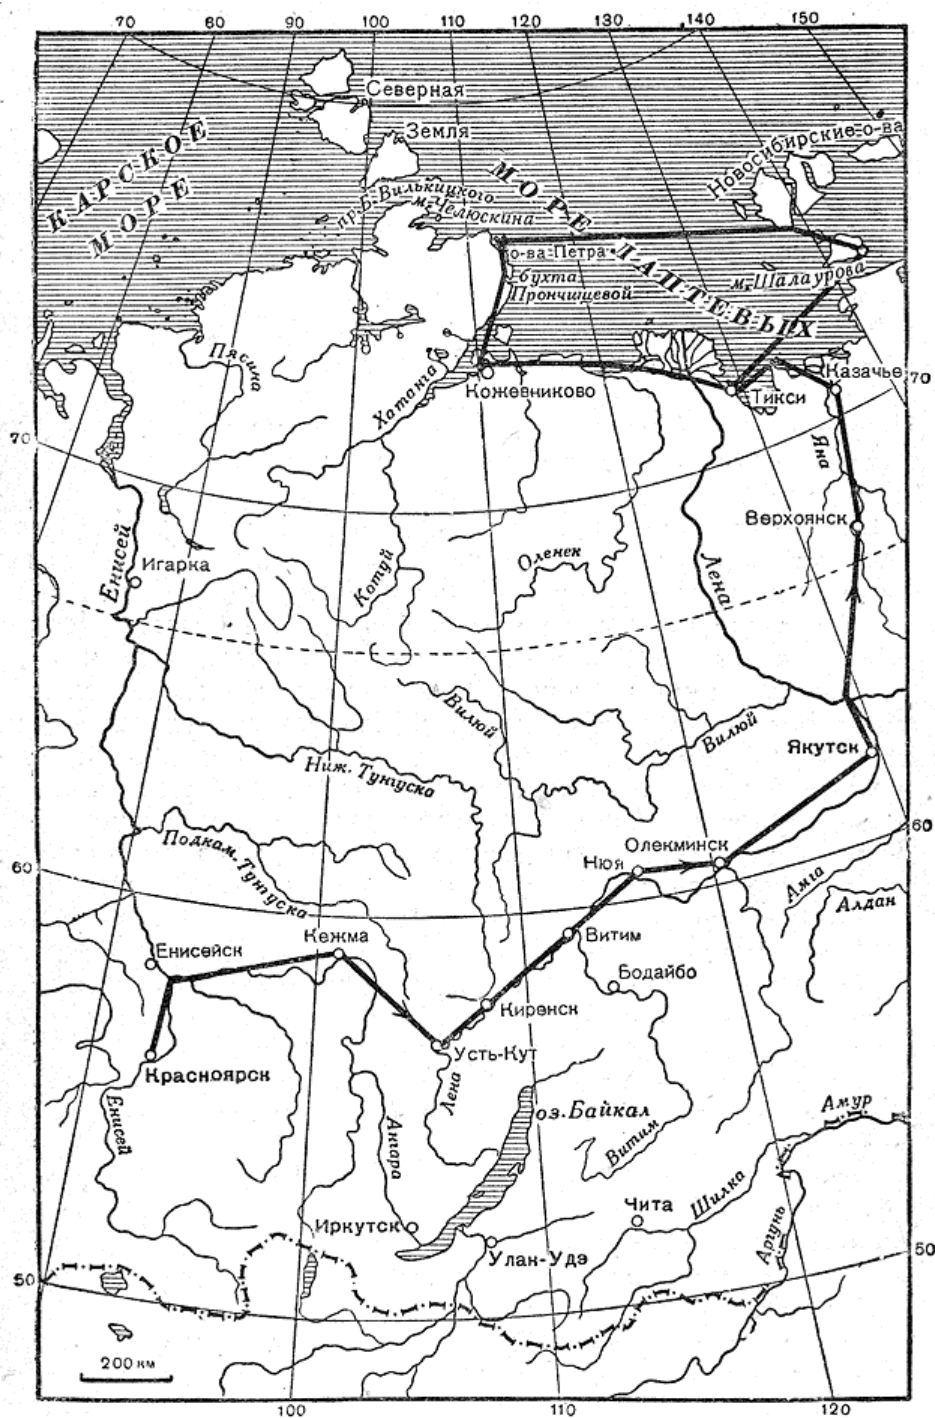 70 80 90 100 110 120 130 140 150
Северная
Земля
КАРСКОЕ
МОРЕ
МОРЕ ЛАПТЕВЫХ
Новосибирские о-ва
пр. Б. Вилькицкого
м. Челюскина
о-ва Петра
бухта
Прончищевой
м. Шалаурова
Пясина
Хатанга
Кожевниково
Тикси
Казачье
70
70
Яна
Верхоянск
Енисей
Игарка
Котуй
Оленек
Лена
Вилюй
Вилюй
Якутск
Ниж. Тунгуска
Подкам. Тунгуска
60
60
Олекминск
Нюя
Амга
Алдан
Енисейск
Кежма
Витим
Бодайбо
Киренск
Красноярск
Усть-Кут
Енисей
Лена
Ангара
оз. Байкал
Витим
Амур
Шилка
Аргунь
Чита
Иркутск
Улан-Удэ
50
50
200 км
100 110 120